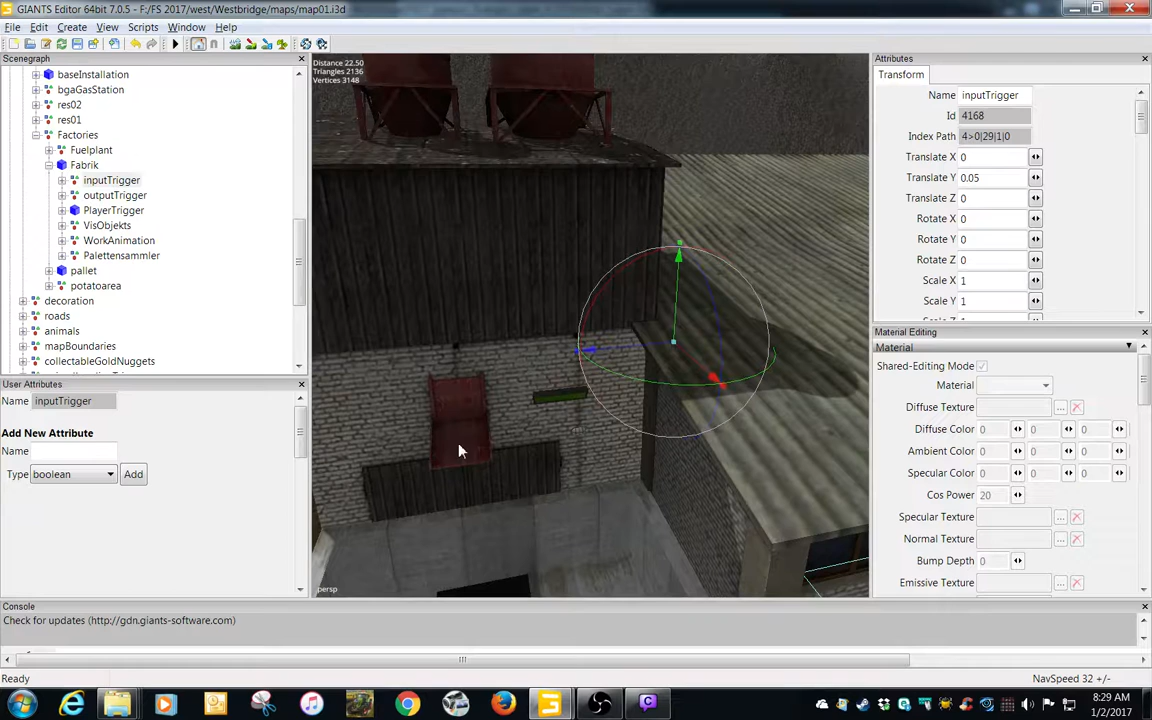 GIANTS Editor 64bit 7.0.5 - F:/FS 2017/west/Westbridge/maps/map01.i3d
File Edit Create View Scripts Window Help
Scenegraph
baseInstallation
bgaGasStation
res02
res01
Factories
Fuelplant
Fabrik
inputTrigger
outputTrigger
PlayerTrigger
VisObjekts
WorkAnimation
Palettensammler
pallet
potatoarea
decoration
roads
animals
mapBoundaries
collectableGoldNuggets
User Attributes
Name inputTrigger
Add New Attribute
Name
Type boolean Add
Distance 22.50
Triangles 2136
Vertices 3148
persp
Attributes
Transform
Name inputTrigger
Id 4168
Index Path 4>0|29|1|0
Translate X 0
Translate Y 0.05
Translate Z 0
Rotate X 0
Rotate Y 0
Rotate Z 0
Scale X 1
Scale Y 1
Material Editing
Material
Shared-Editing Mode
Material
Diffuse Texture ...
Diffuse Color 0 0 0
Ambient Color 0 0 0
Specular Color 0 0 0
Cos Power 20
Specular Texture ...
Normal Texture ...
Bump Depth 0
Emissive Texture ...
Console
Check for updates (http://gdn.giants-software.com)
Ready
NavSpeed 32 +/-
8:29 AM
1/2/2017